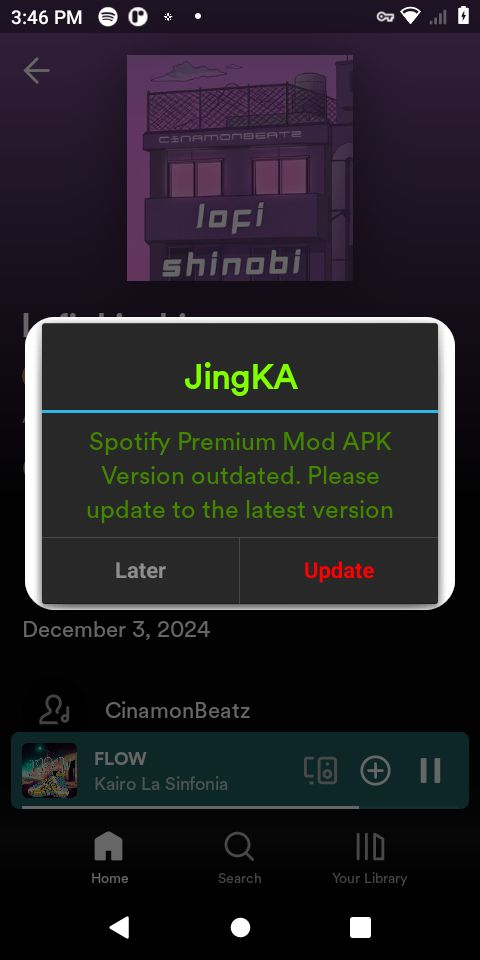 3:46 PM
CINAMONBEATZ
lofi
shinobi
JingKA
Spotify Premium Mod APK
Version outdated. Please
update to the latest version
Later
Update
December 3, 2024
CinamonBeatz
FLOW
Kairo La Sinfonia
Home
Search
Your Library